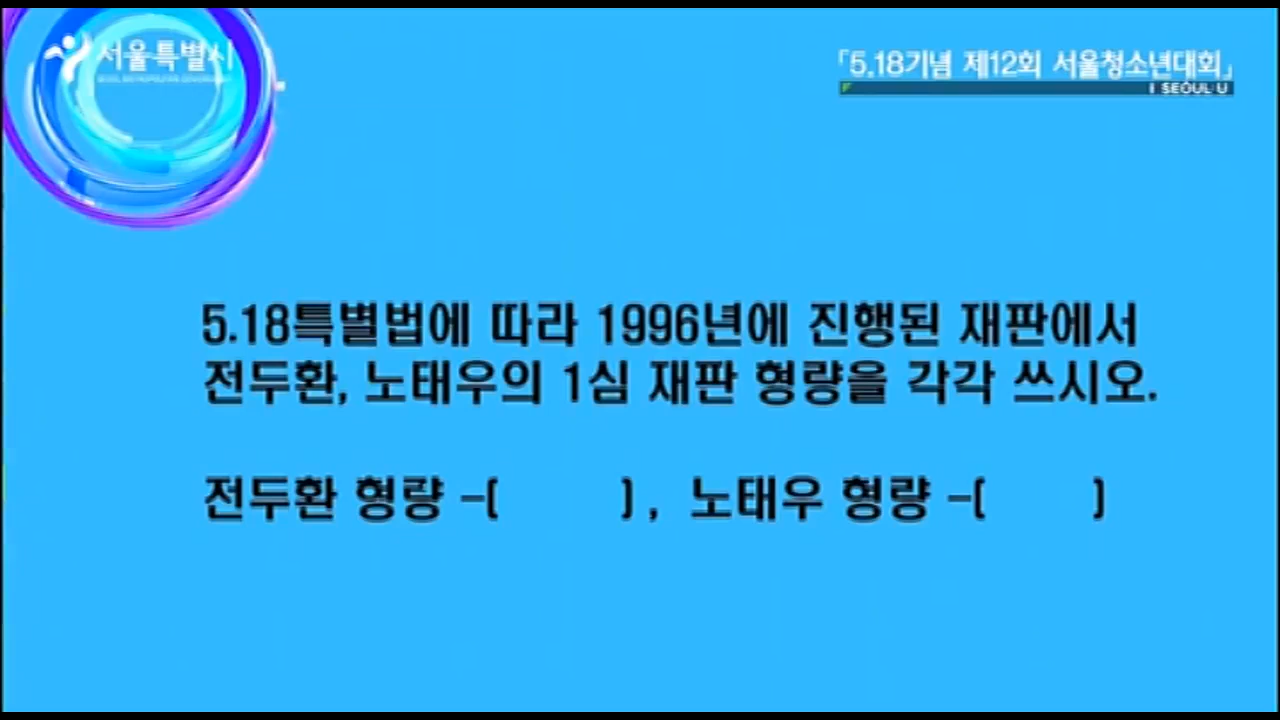 서울특별시
「5.18기념 제12회 서울청소년대회」
I SEOUL U
5.18특별법에 따라 1996년에 진행된 재판에서
전두환, 노태우의 1심 재판 형량을 각각 쓰시오.
전두환 형량 -(        ) ,  노태우 형량 -(        )